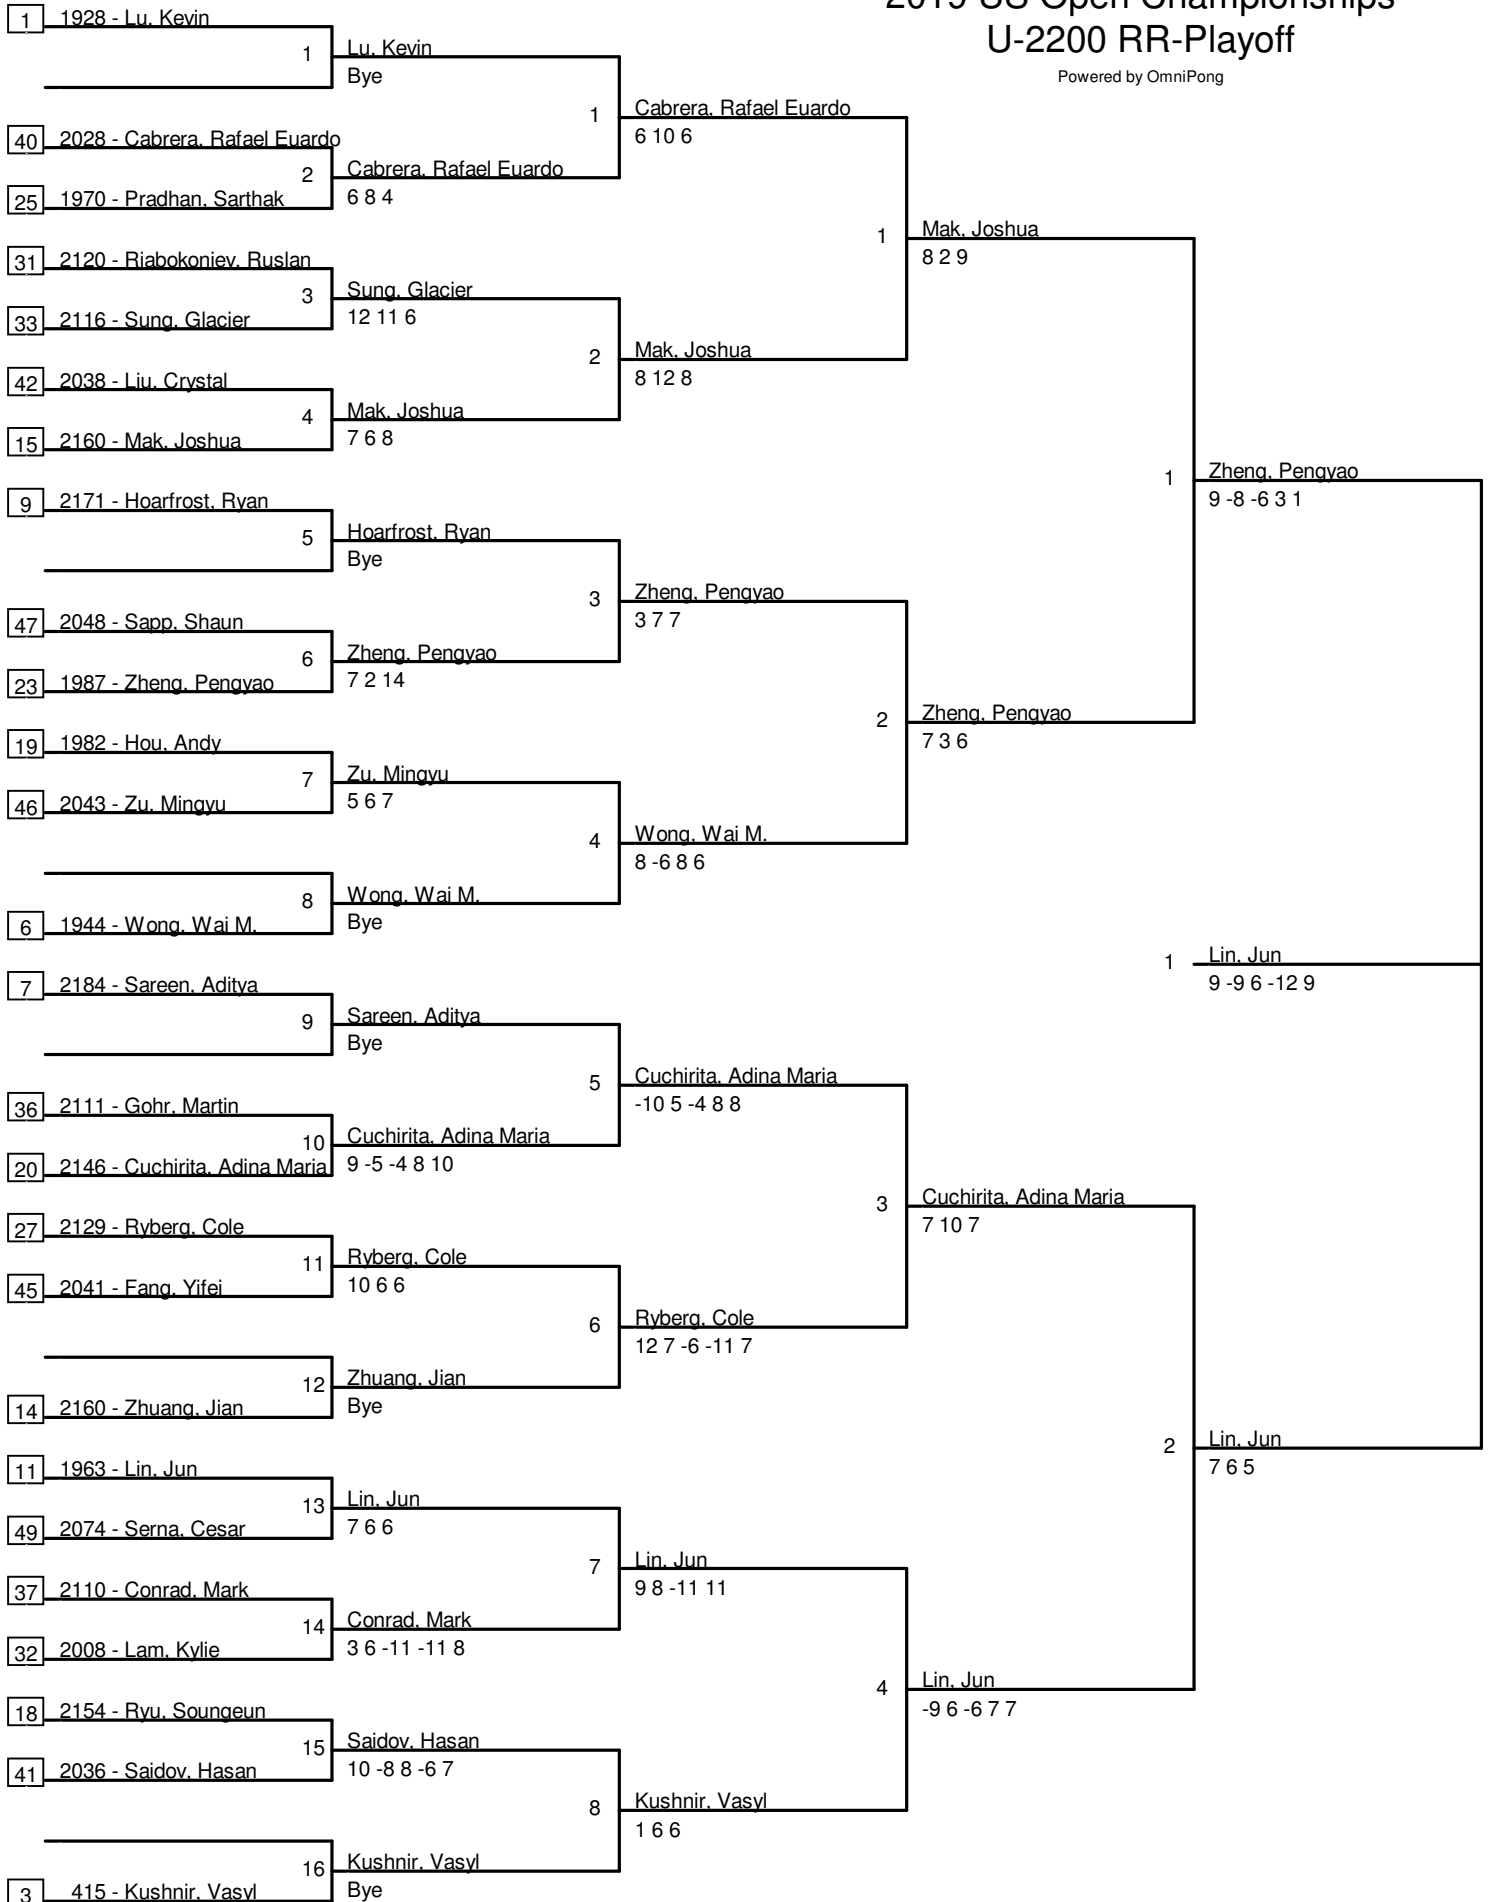 2019 US Open Championships
U-2200 RR-Playoff
Powered by OmniPong
1 1928 - Lu, Kevin
1 Lu, Kevin
Bye
1 Cabrera, Rafael Euardo
6 10 6
40 2028 - Cabrera, Rafael Euardo
2 Cabrera, Rafael Euardo
6 8 4
25 1970 - Pradhan, Sarthak
1 Mak, Joshua
8 2 9
31 2120 - Riabokoniev, Ruslan
3 Sung, Glacier
12 11 6
33 2116 - Sung, Glacier
2 Mak, Joshua
8 12 8
42 2038 - Liu, Crystal
4 Mak, Joshua
7 6 8
15 2160 - Mak, Joshua
1 Zheng, Pengyao
9 -8 -6 3 1
9 2171 - Hoarfrost, Ryan
5 Hoarfrost, Ryan
Bye
3 Zheng, Pengyao
3 7 7
47 2048 - Sapp, Shaun
6 Zheng, Pengyao
7 2 14
23 1987 - Zheng, Pengyao
2 Zheng, Pengyao
7 3 6
19 1982 - Hou, Andy
7 Zu, Mingyu
5 6 7
46 2043 - Zu, Mingyu
4 Wong, Wai M.
8 -6 8 6
8 Wong, Wai M.
Bye
6 1944 - Wong, Wai M.
1 Lin, Jun
9 -9 6 -12 9
7 2184 - Sareen, Aditya
9 Sareen, Aditya
Bye
5 Cuchirita, Adina Maria
-10 5 -4 8 8
36 2111 - Gohr, Martin
10 Cuchirita, Adina Maria
9 -5 -4 8 10
20 2146 - Cuchirita, Adina Maria
3 Cuchirita, Adina Maria
7 10 7
27 2129 - Ryberg, Cole
11 Ryberg, Cole
10 6 6
45 2041 - Fang, Yifei
6 Ryberg, Cole
12 7 -6 -11 7
12 Zhuang, Jian
Bye
14 2160 - Zhuang, Jian
2 Lin, Jun
7 6 5
11 1963 - Lin, Jun
13 Lin, Jun
7 6 6
49 2074 - Serna, Cesar
7 Lin, Jun
9 8 -11 11
37 2110 - Conrad, Mark
14 Conrad, Mark
3 6 -11 -11 8
32 2008 - Lam, Kylie
4 Lin, Jun
-9 6 -6 7 7
18 2154 - Ryu, Soungeun
15 Saidov, Hasan
10 -8 8 -6 7
41 2036 - Saidov, Hasan
8 Kushnir, Vasyl
1 6 6
16 Kushnir, Vasyl
Bye
3 415 - Kushnir, Vasyl